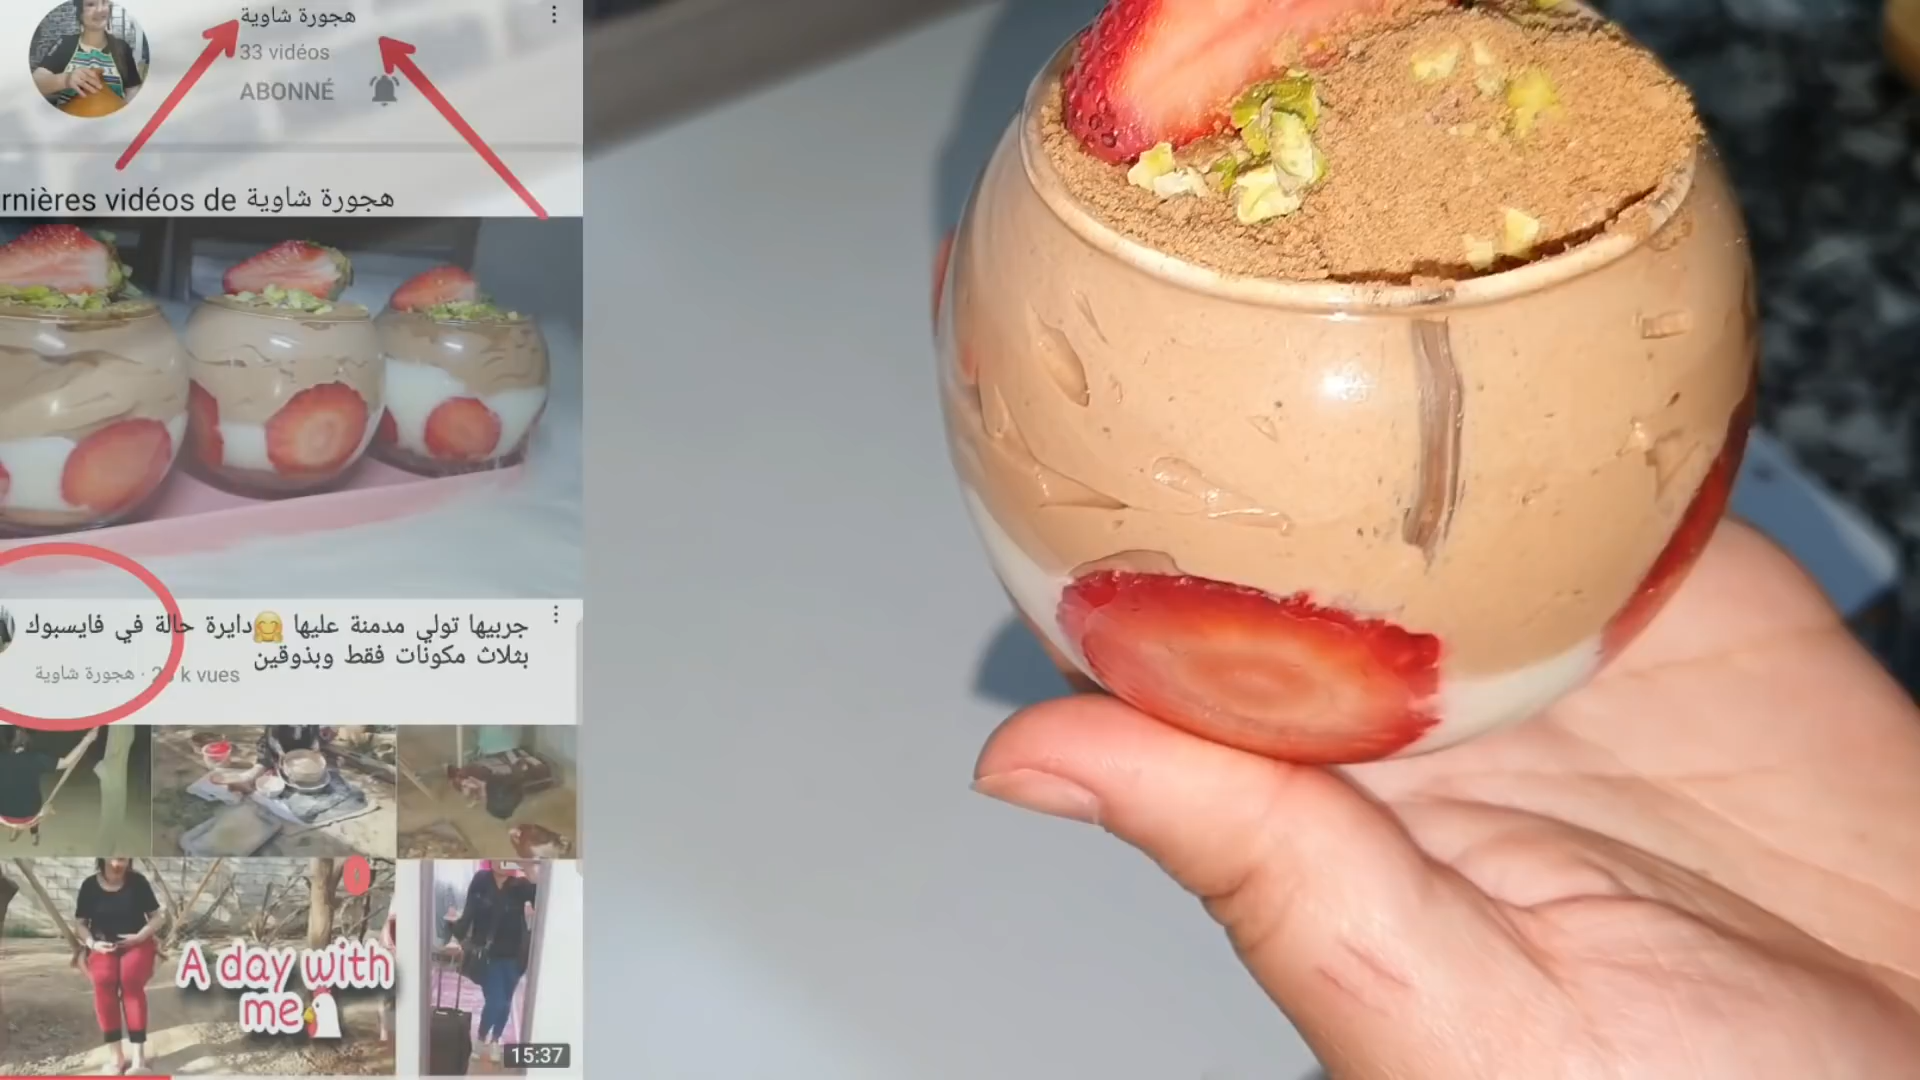 هجورة شاوية
33 vidéos
ABONNÉ
rnières vidéos de هجورة شاوية
جربيها تولي مدمنة عليها 🤗دايرة حالة في فايسبوك
بثلاث مكونات فقط وبذوقين
هجورة شاوية · k vues
A day with
me🐔
15:37